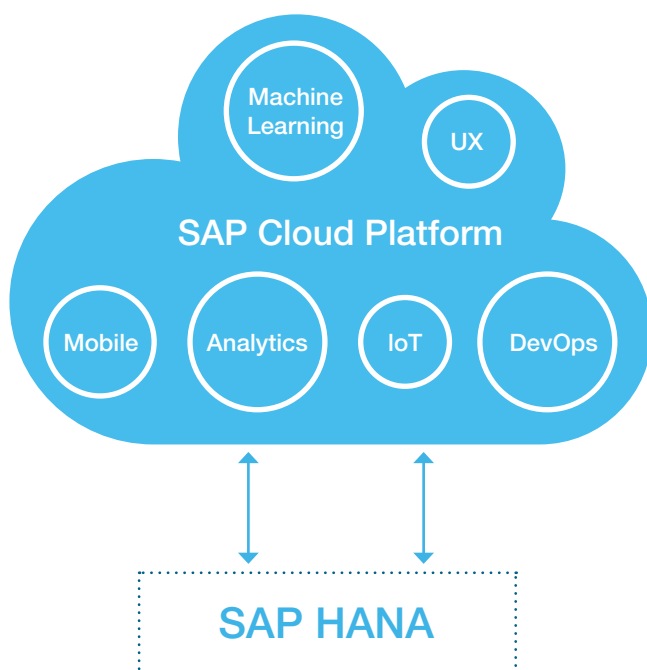 Machine
Learning
UX
SAP Cloud Platform
Mobile
Analytics
IoT
DevOps
SAP HANA